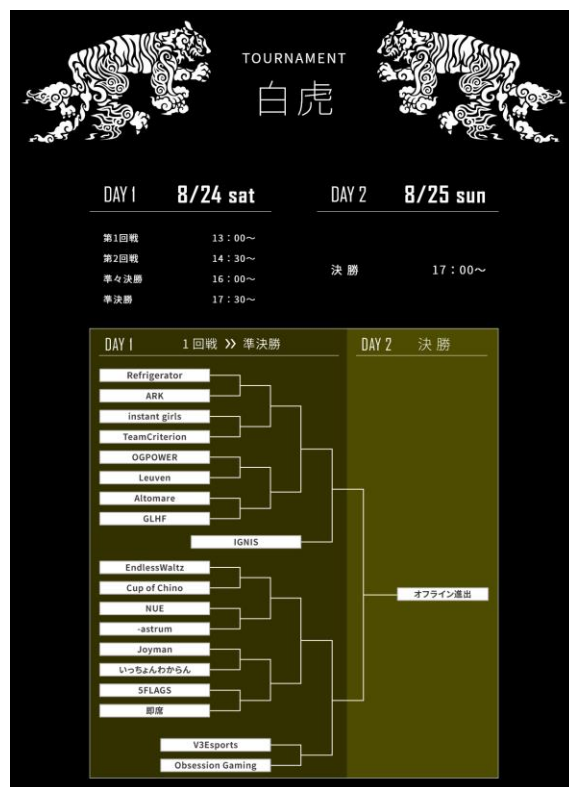 TOURNAMENT
白虎
DAY 1 8/24 sat
第1回戦 13：00～
第2回戦 14：30～
準々決勝 16：00～
準決勝 17：30～
DAY 2 8/25 sun
決勝 17：00～
DAY 1 1回戦 》 準決勝
DAY 2 決勝
Refrigerator
ARK
instant girls
TeamCriterion
OGPOWER
Leuven
Altomare
GLHF
IGNIS
EndlessWaltz
Cup of Chino
NUE
-astrum
Joyman
いっちょんわからん
5FLAGS
即席
V3Esports
Obsession Gaming
オフライン進出